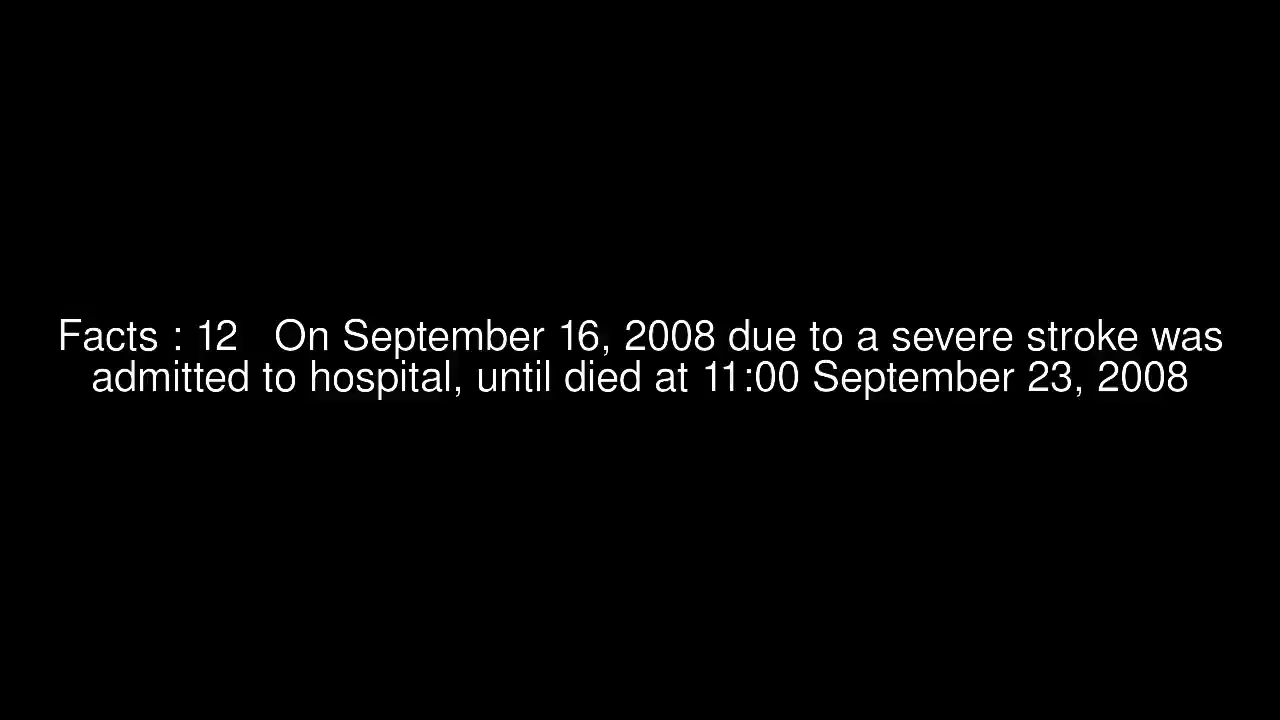 Facts : 12   On September 16, 2008 due to a severe stroke was
admitted to hospital, until died at 11:00 September 23, 2008